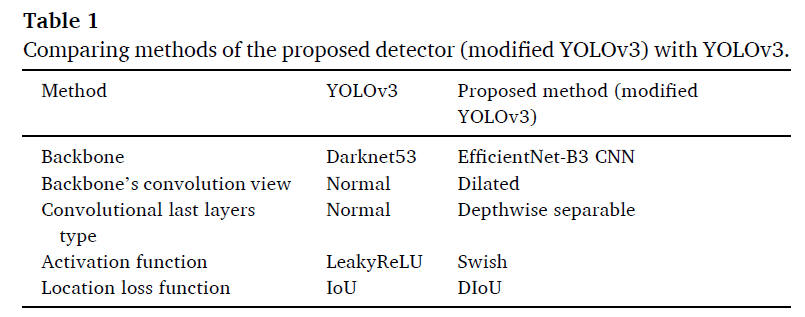 Table 1
Comparing methods of the proposed detector (modified YOLOv3) with YOLOv3.
Method YOLOv3 Proposed method (modified
YOLOv3)
Backbone Darknet53 EfficientNet-B3 CNN
Backbone’s convolution view Normal Dilated
Convolutional last layers Normal Depthwise separable
type
Activation function LeakyReLU Swish
Location loss function IoU DIoU